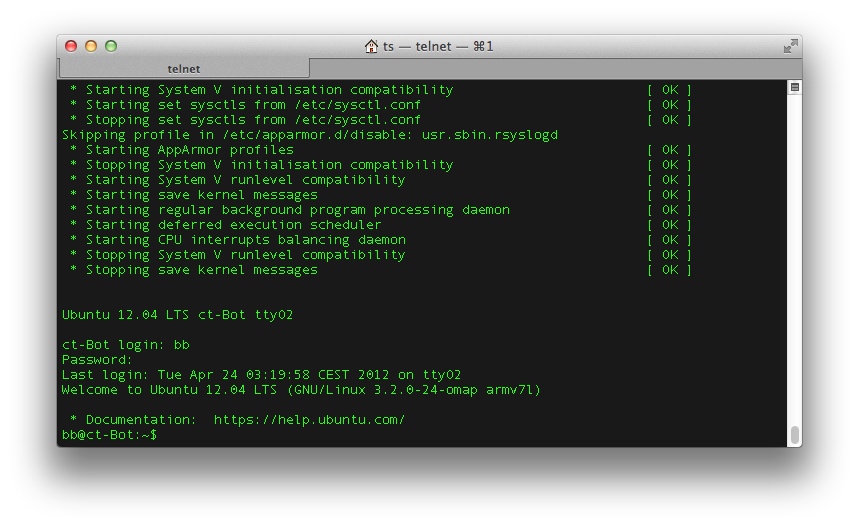 ts — telnet — ⌘1
telnet
* Starting System V initialisation compatibility [ OK ]
* Starting set sysctls from /etc/sysctl.conf [ OK ]
* Stopping set sysctls from /etc/sysctl.conf [ OK ]
Skipping profile in /etc/apparmor.d/disable: usr.sbin.rsyslogd
* Starting AppArmor profiles [ OK ]
* Stopping System V initialisation compatibility [ OK ]
* Starting System V runlevel compatibility [ OK ]
* Starting save kernel messages [ OK ]
* Starting regular background program processing daemon [ OK ]
* Starting deferred execution scheduler [ OK ]
* Starting CPU interrupts balancing daemon [ OK ]
* Stopping System V runlevel compatibility [ OK ]
* Stopping save kernel messages [ OK ]
Ubuntu 12.04 LTS ct-Bot ttyO2
ct-Bot login: bb
Password:
Last login: Tue Apr 24 03:19:58 CEST 2012 on ttyO2
Welcome to Ubuntu 12.04 LTS (GNU/Linux 3.2.0-24-omap armv7l)
* Documentation: https://help.ubuntu.com/
bb@ct-Bot:~$